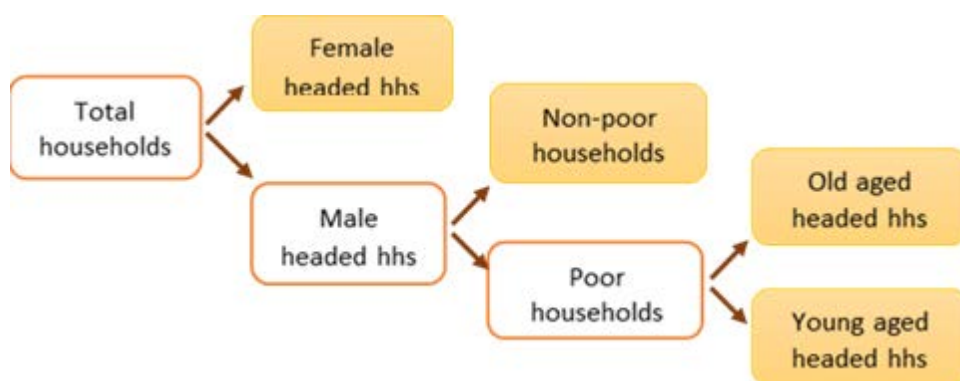 Female
headed hhs
Total
households
Non-poor
households
Male
headed hhs
Old aged
headed hhs
Poor
households
Young aged
headed hhs